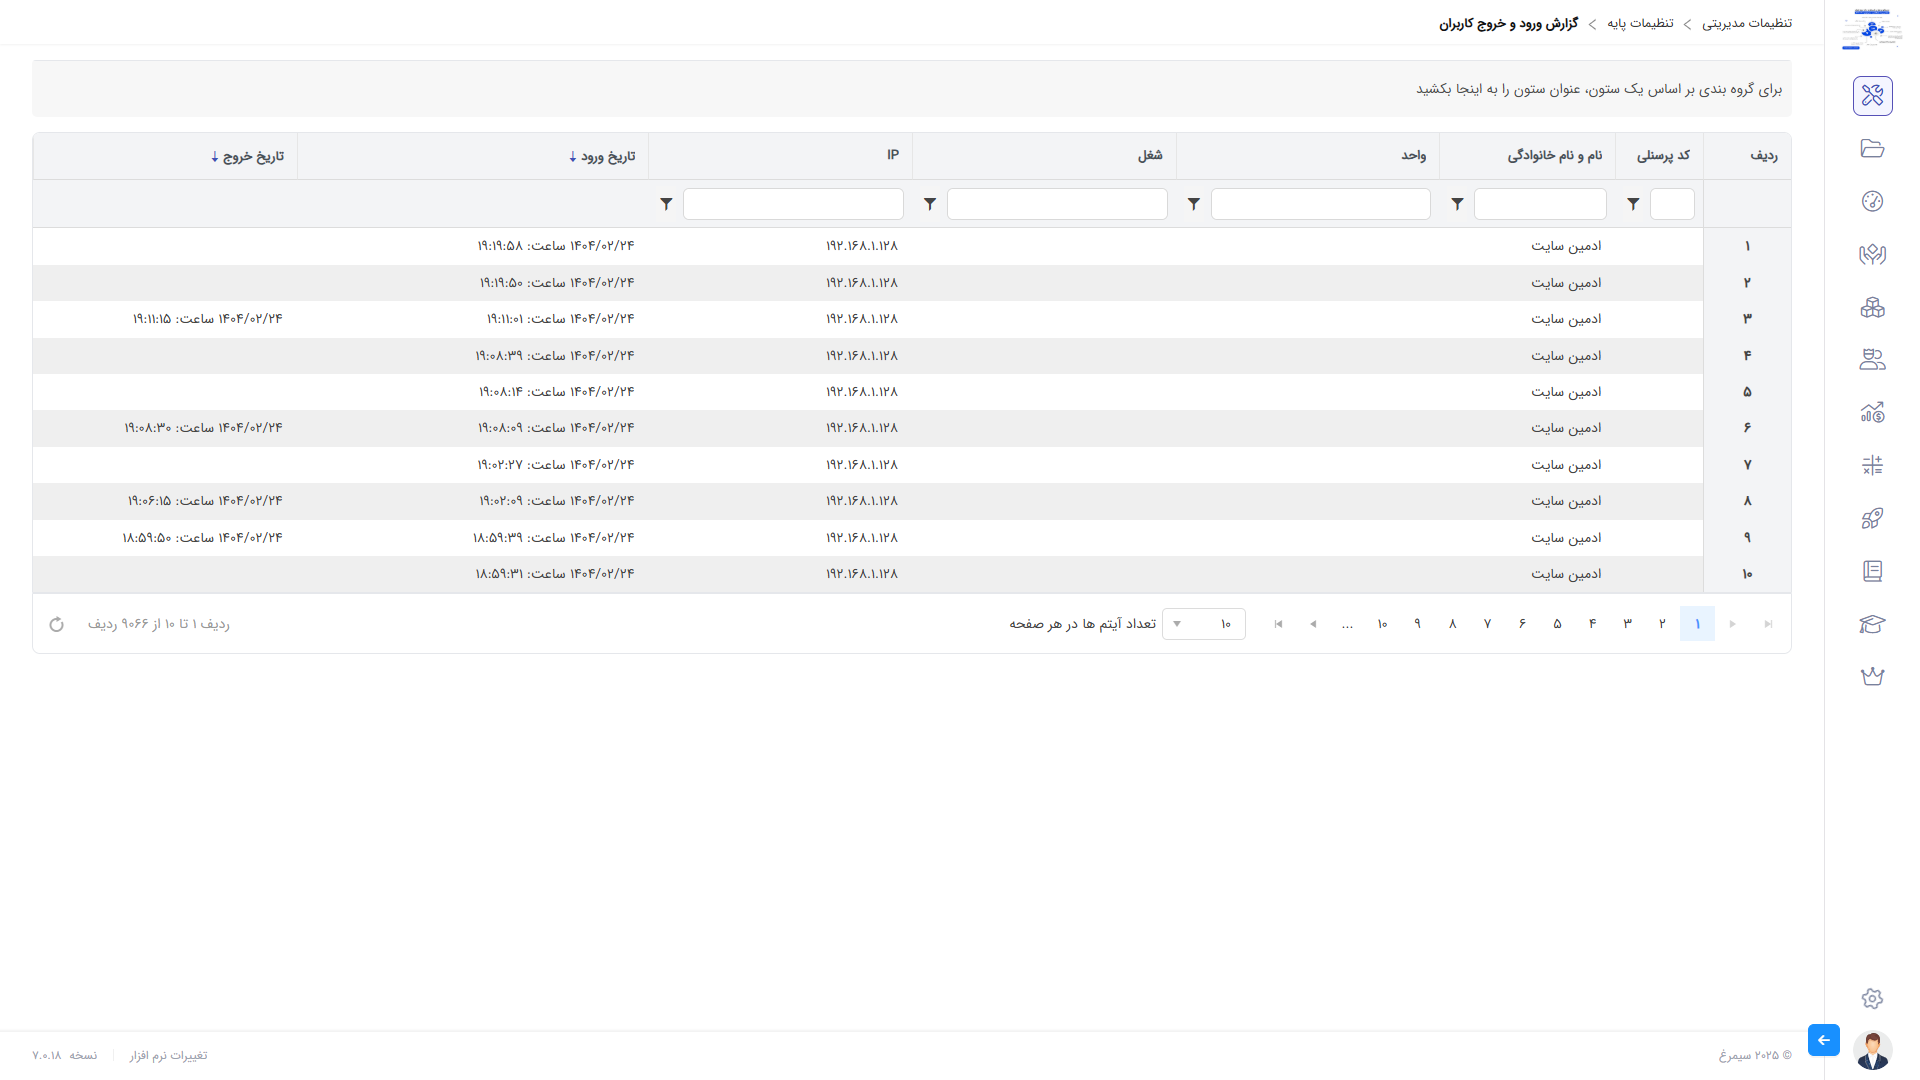 تنظیمات مدیریتی > تنظیمات پایه > گزارش ورود و خروج کاربران
برای گروه بندی بر اساس یک ستون، عنوان ستون را به اینجا بکشید
ردیف کد پرسنلی نام و نام خانوادگی واحد شغل IP تاریخ ورود ↓ تاریخ خروج ↓
۱ ادمین سایت ۱۹۲.۱۶۸.۱.۱۲۸ ۱۴۰۴/۰۲/۲۴ ساعت: ۱۹:۱۹:۵۸
۲ ادمین سایت ۱۹۲.۱۶۸.۱.۱۲۸ ۱۴۰۴/۰۲/۲۴ ساعت: ۱۹:۱۹:۵۰
۳ ادمین سایت ۱۹۲.۱۶۸.۱.۱۲۸ ۱۴۰۴/۰۲/۲۴ ساعت: ۱۹:۱۱:۰۱ ۱۴۰۴/۰۲/۲۴ ساعت: ۱۹:۱۱:۱۵
۴ ادمین سایت ۱۹۲.۱۶۸.۱.۱۲۸ ۱۴۰۴/۰۲/۲۴ ساعت: ۱۹:۰۸:۳۹
۵ ادمین سایت ۱۹۲.۱۶۸.۱.۱۲۸ ۱۴۰۴/۰۲/۲۴ ساعت: ۱۹:۰۸:۱۴
۶ ادمین سایت ۱۹۲.۱۶۸.۱.۱۲۸ ۱۴۰۴/۰۲/۲۴ ساعت: ۱۹:۰۸:۰۹ ۱۴۰۴/۰۲/۲۴ ساعت: ۱۹:۰۸:۳۰
۷ ادمین سایت ۱۹۲.۱۶۸.۱.۱۲۸ ۱۴۰۴/۰۲/۲۴ ساعت: ۱۹:۰۲:۲۷
۸ ادمین سایت ۱۹۲.۱۶۸.۱.۱۲۸ ۱۴۰۴/۰۲/۲۴ ساعت: ۱۹:۰۲:۰۹ ۱۴۰۴/۰۲/۲۴ ساعت: ۱۹:۰۶:۱۵
۹ ادمین سایت ۱۹۲.۱۶۸.۱.۱۲۸ ۱۴۰۴/۰۲/۲۴ ساعت: ۱۸:۵۹:۳۹ ۱۴۰۴/۰۲/۲۴ ساعت: ۱۸:۵۹:۵۰
۱۰ ادمین سایت ۱۹۲.۱۶۸.۱.۱۲۸ ۱۴۰۴/۰۲/۲۴ ساعت: ۱۸:۵۹:۳۱
۱ ۲ ۳ ۴ ۵ ۶ ۷ ۸ ۹ ۱۰ ... ۱۰ تعداد آیتم ها در هر صفحه ردیف ۱ تا ۱۰ از ۹۰۶۶ ردیف
© ۲۰۲۵ سیمرغ تغییرات نرم افزار نسخه ۷.۰.۱۸